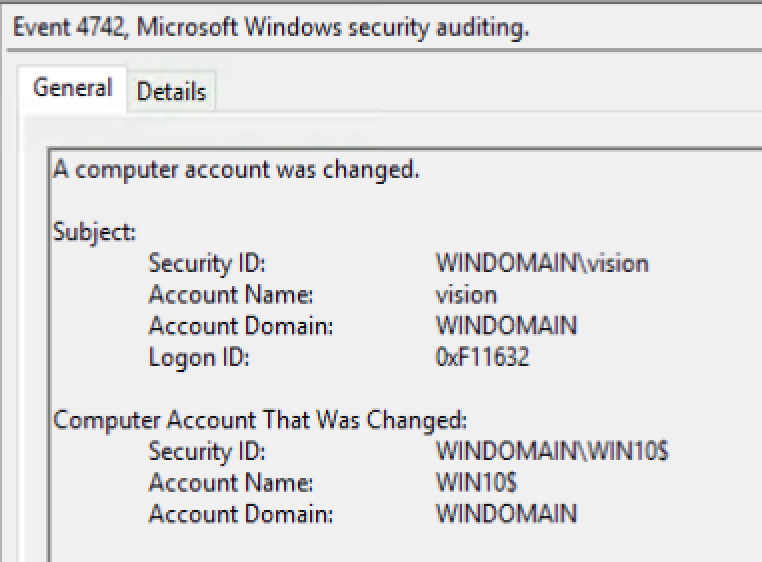 Event 4742, Microsoft Windows security auditing.
General Details
A computer account was changed.
Subject:
Security ID: WINDOMAIN\vision
Account Name: vision
Account Domain: WINDOMAIN
Logon ID: 0xF11632
Computer Account That Was Changed:
Security ID: WINDOMAIN\WIN10$
Account Name: WIN10$
Account Domain: WINDOMAIN